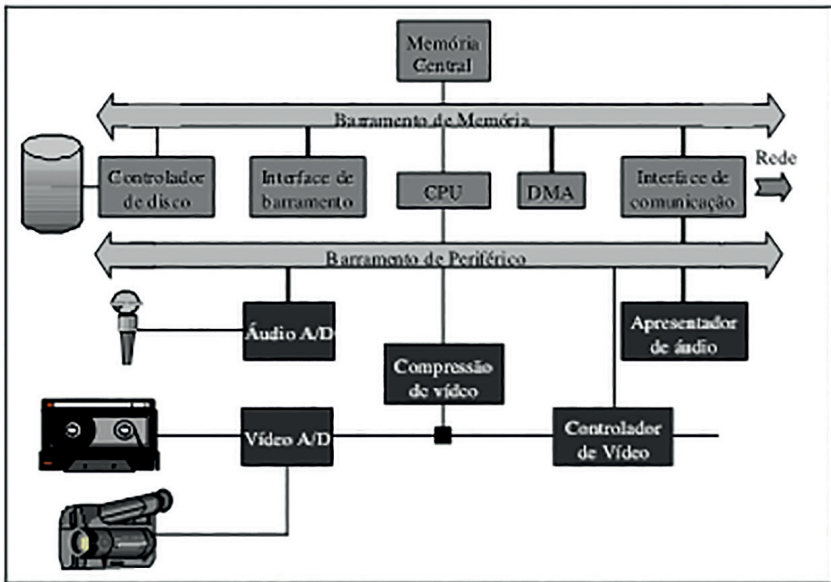 Memória
Central
Barramento de Memória
Rede
Controlador
de disco
Interface de
barramento
CPU
DMA
Interface de
comunicação
Barramento de Periférico
Áudio A/D
Apresentador
de áudio
Compressão
de vídeo
Vídeo A/D
Controlador
de Vídeo